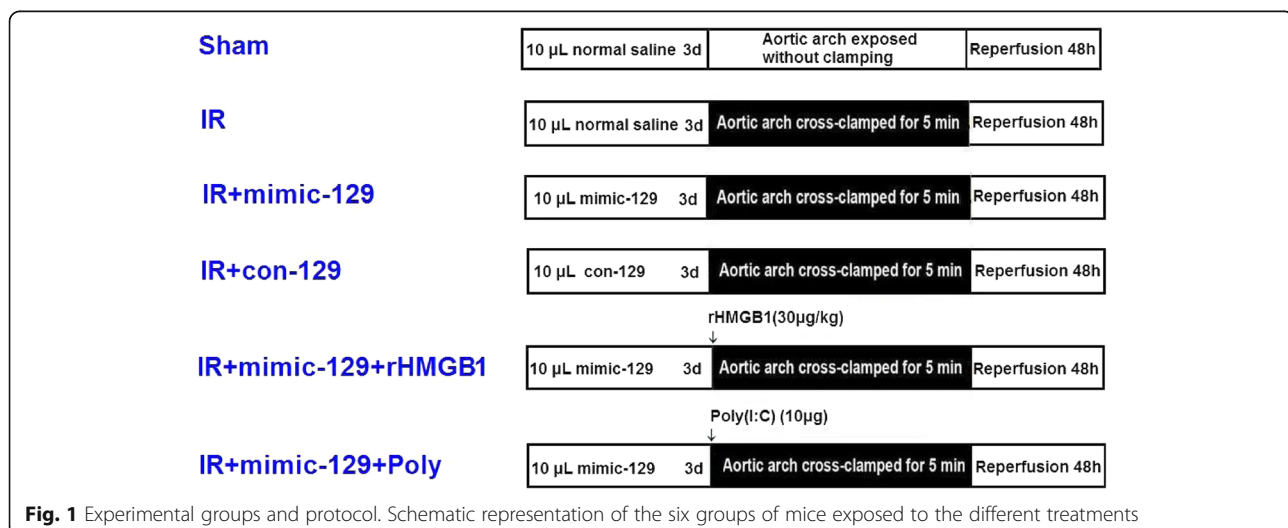 Sham
10 μL normal saline 3d
Aortic arch exposed
without clamping
Reperfusion 48h
IR
10 μL normal saline 3d
Aortic arch cross-clamped for 5 min
Reperfusion 48h
IR+mimic-129
10 μL mimic-129 3d
Aortic arch cross-clamped for 5 min
Reperfusion 48h
IR+con-129
10 μL con-129 3d
Aortic arch cross-clamped for 5 min
Reperfusion 48h
rHMGB1(30μg/kg)
↓
IR+mimic-129+rHMGB1
10 μL mimic-129 3d
Aortic arch cross-clamped for 5 min
Reperfusion 48h
Poly(I:C) (10μg)
↓
IR+mimic-129+Poly
10 μL mimic-129 3d
Aortic arch cross-clamped for 5 min
Reperfusion 48h
Fig. 1 Experimental groups and protocol. Schematic representation of the six groups of mice exposed to the different treatments